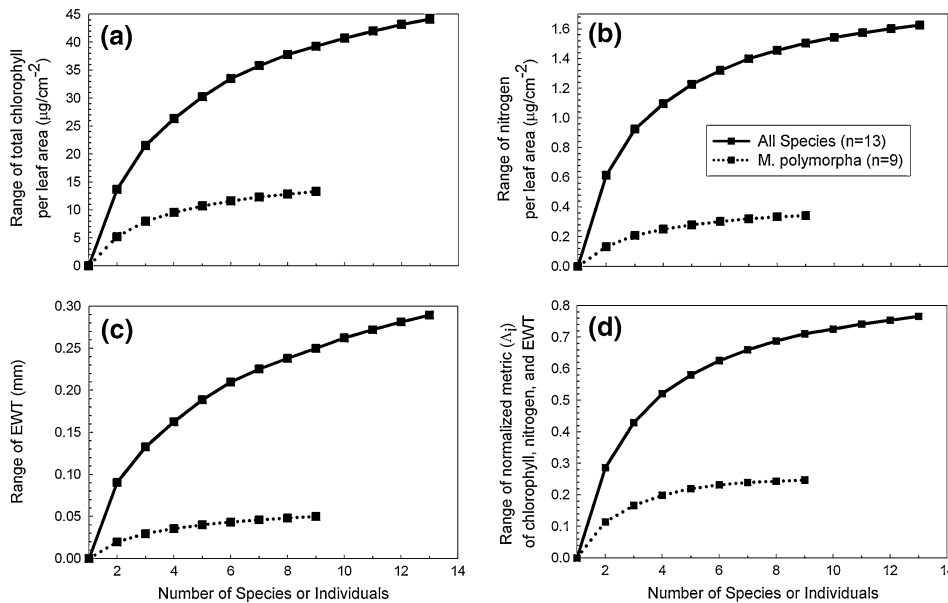 (a)
Range of total chlorophyll
per leaf area (µg/cm⁻²)
45
40
35
30
25
20
15
10
5
0
(b)
Range of nitrogen
per leaf area (µg/cm⁻²)
1.6
1.4
1.2
1.0
0.8
0.6
0.4
0.2
0.0
All Species (n=13)
M. polymorpha (n=9)
(c)
Range of EWT (mm)
0.30
0.25
0.20
0.15
0.10
0.05
0.00
2 4 6 8 10 12 14
Number of Species or Individuals
(d)
Range of normalized metric (Λi)
of chlorophyll, nitrogen, and EWT
0.8
0.7
0.6
0.5
0.4
0.3
0.2
0.1
0.0
2 4 6 8 10 12 14
Number of Species or Individuals